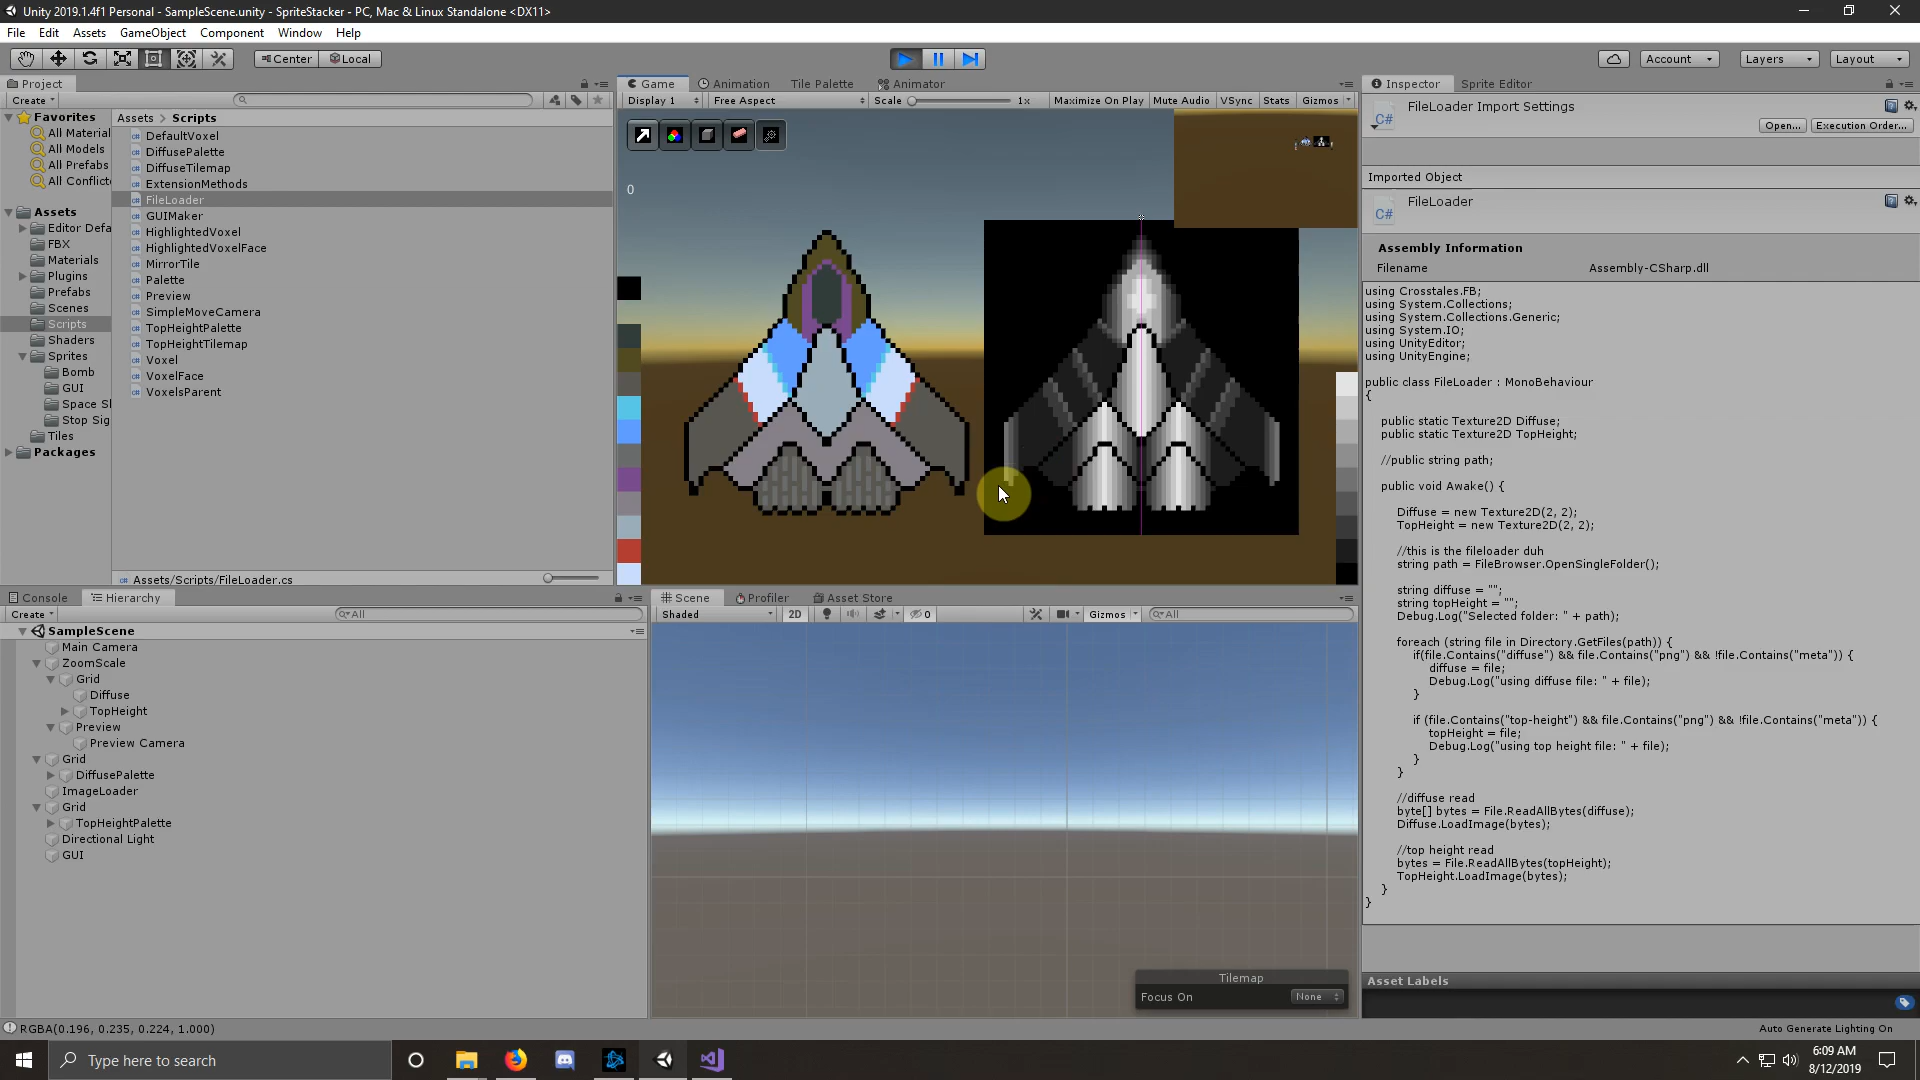 Unity 2019.1.4f1 Personal - SampleScene.unity - SpriteStacker - PC, Mac & Linux Standalone <DX11>
File Edit Assets GameObject Component Window Help
Center Local
Account Layers Layout
Project
Create
Favorites
All Material
All Models
All Prefabs
All Conflict
Assets
Editor Defa
FBX
Materials
Plugins
Prefabs
Scenes
Scripts
Shaders
Sprites
Bomb
GUI
Space Sl
Stop Sig
Tiles
Packages
Assets Scripts
DefaultVoxel
DiffusePalette
DiffuseTilemap
ExtensionMethods
FileLoader
GUIMaker
HighlightedVoxel
HighlightedVoxelFace
MirrorTile
Palette
Preview
SimpleMoveCamera
TopHeightPalette
TopHeightTilemap
Voxel
VoxelFace
VoxelsParent
Assets/Scripts/FileLoader.cs
Game Animation Tile Palette Animator
Display 1 Free Aspect Scale 1x Maximize On Play Mute Audio VSync Stats Gizmos
0
Console Hierarchy
Create All
SampleScene
Main Camera
ZoomScale
Grid
Diffuse
TopHeight
Preview
Preview Camera
Grid
DiffusePalette
ImageLoader
Grid
TopHeightPalette
Directional Light
GUI
Scene Profiler Asset Store
Shaded 2D 0 Gizmos All
Tilemap
Focus On None
Inspector Sprite Editor
C# FileLoader Import Settings
Open... Execution Order...
Imported Object
C# FileLoader
Assembly Information
Filename Assembly-CSharp.dll
using Crosstales.FB;
using System.Collections;
using System.Collections.Generic;
using System.IO;
using UnityEditor;
using UnityEngine;
public class FileLoader : MonoBehaviour
{
public static Texture2D Diffuse;
public static Texture2D TopHeight;
//public string path;
public void Awake() {
Diffuse = new Texture2D(2, 2);
TopHeight = new Texture2D(2, 2);
//this is the fileloader duh
string path = FileBrowser.OpenSingleFolder();
string diffuse = "";
string topHeight = "";
Debug.Log("Selected folder: " + path);
foreach (string file in Directory.GetFiles(path)) {
if(file.Contains("diffuse") && file.Contains("png") && !file.Contains("meta")) {
diffuse = file;
Debug.Log("using diffuse file: " + file);
}
if (file.Contains("top-height") && file.Contains("png") && !file.Contains("meta")) {
topHeight = file;
Debug.Log("using top height file: " + file);
}
}
//diffuse read
byte[] bytes = File.ReadAllBytes(diffuse);
Diffuse.LoadImage(bytes);
//top height read
bytes = File.ReadAllBytes(topHeight);
TopHeight.LoadImage(bytes);
}
}
Asset Labels
RGBA(0.196, 0.235, 0.224, 1.000)
Auto Generate Lighting On
Type here to search
6:09 AM
8/12/2019